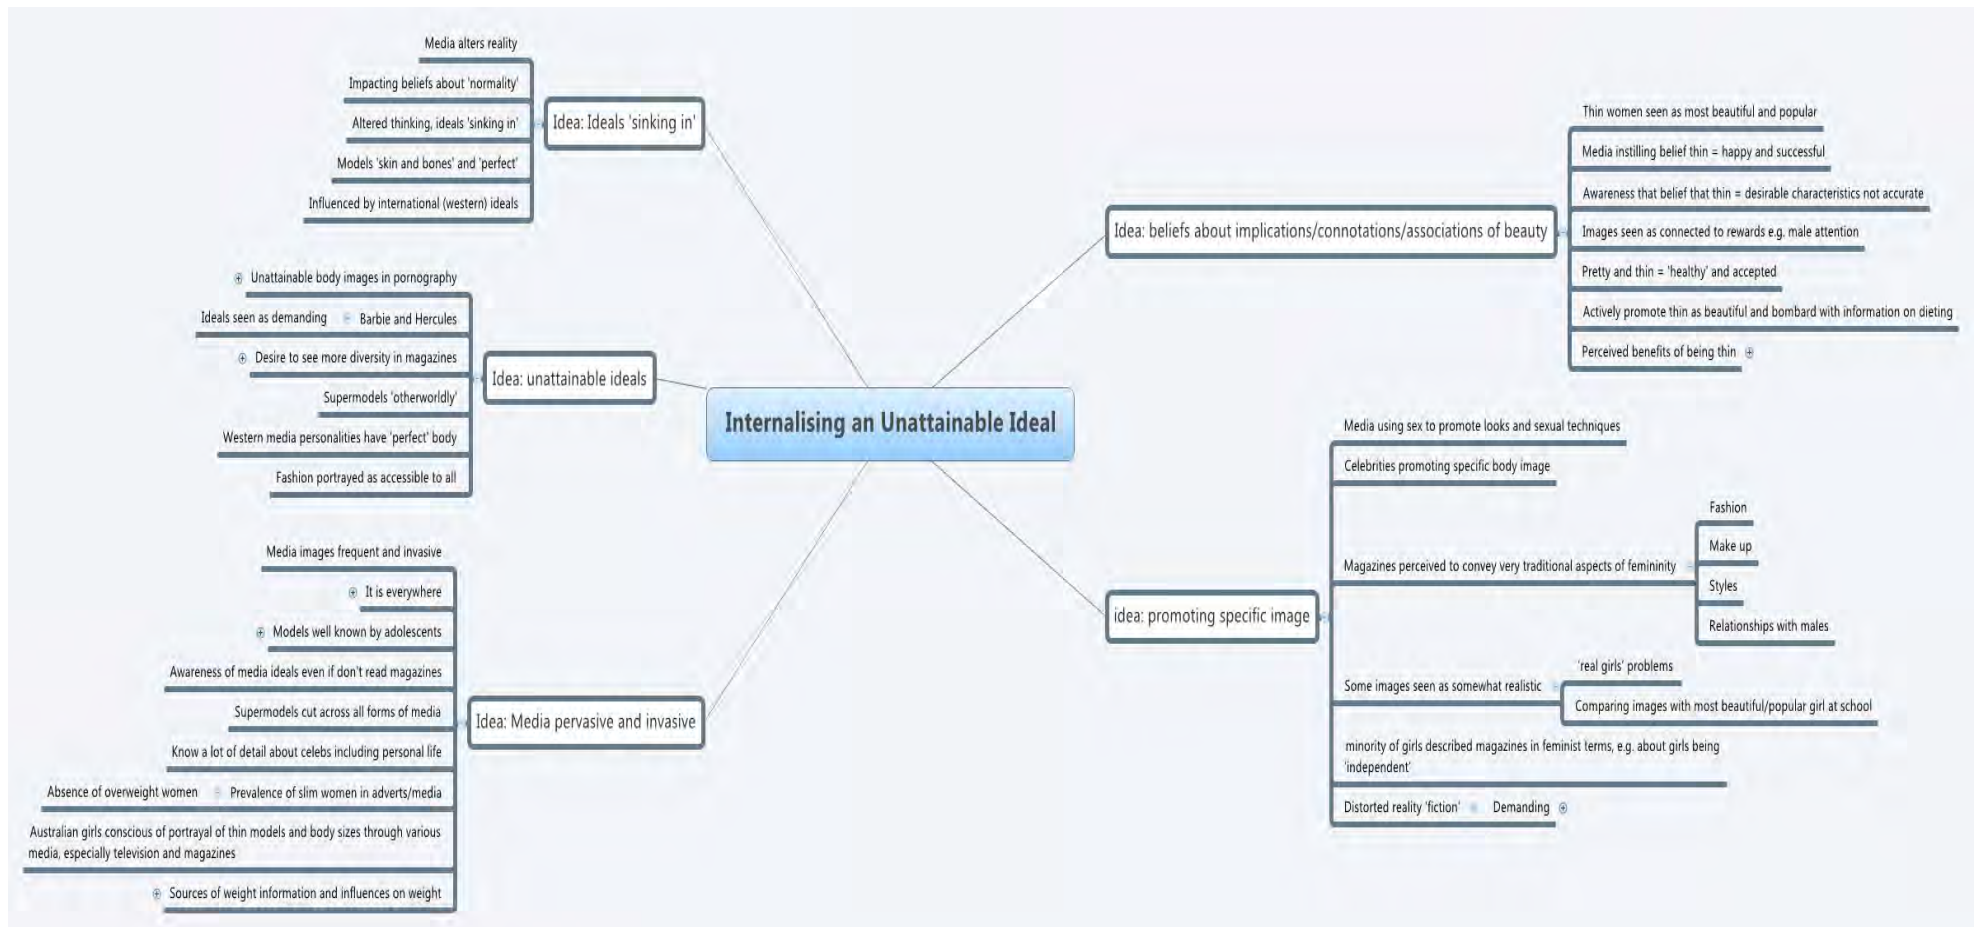 Media alters reality
Impacting beliefs about 'normality'
Altered thinking, ideals 'sinking in'
Models 'skin and bones' and 'perfect'
Influenced by international (western) ideals
Idea: Ideals 'sinking in'
Unattainable body images in pornography
Ideals seen as demanding
Barbie and Hercules
Desire to see more diversity in magazines
Supermodels 'otherworldly'
Western media personalities have 'perfect' body
Fashion portrayed as accessible to all
Idea: unattainable ideals
Media images frequent and invasive
It is everywhere
Models well known by adolescents
Awareness of media ideals even if don't read magazines
Supermodels cut across all forms of media
Know a lot of detail about celebs including personal life
Absence of overweight women
Prevalence of slim women in adverts/media
Australian girls conscious of portrayal of thin models and body sizes through various
media, especially television and magazines
Sources of weight information and influences on weight
Idea: Media pervasive and invasive
Internalising an Unattainable Ideal
Idea: beliefs about implications/connotations/associations of beauty
Thin women seen as most beautiful and popular
Media instilling belief thin = happy and successful
Awareness that belief that thin = desirable characteristics not accurate
Images seen as connected to rewards e.g. male attention
Pretty and thin = 'healthy' and accepted
Actively promote thin as beautiful and bombard with information on dieting
Perceived benefits of being thin
idea: promoting specific image
Media using sex to promote looks and sexual techniques
Celebrities promoting specific body image
Magazines perceived to convey very traditional aspects of femininity
Fashion
Make up
Styles
Relationships with males
Some images seen as somewhat realistic
'real girls' problems
Comparing images with most beautiful/popular girl at school
minority of girls described magazines in feminist terms, e.g. about girls being
'independent'
Distorted reality 'fiction'
Demanding